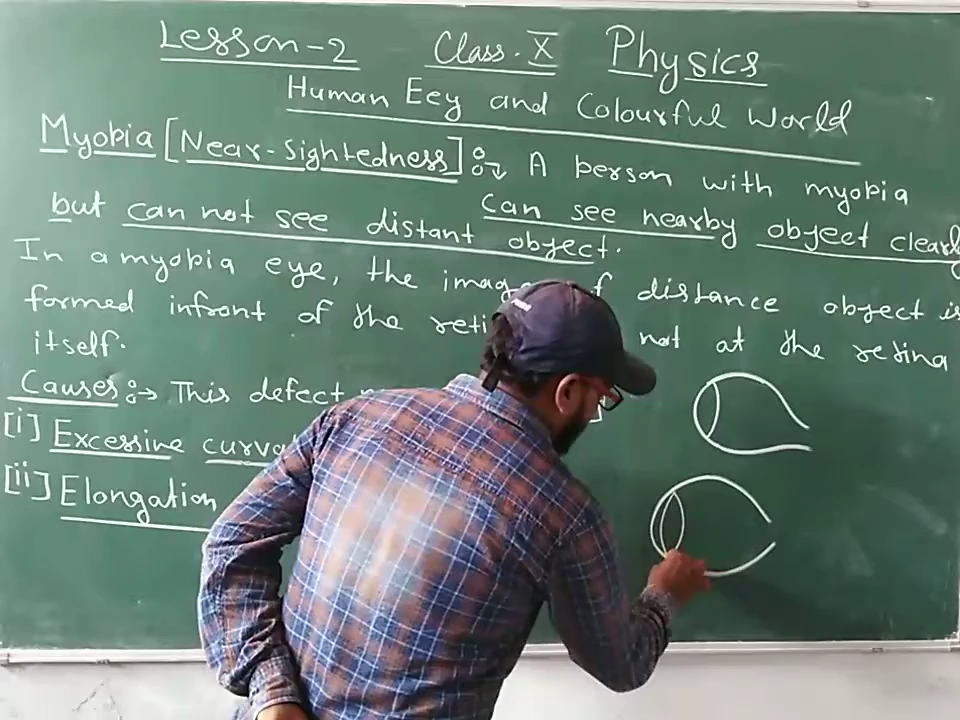 Lesson-2 Class. X Physics
Human Eey and Colourful World
Myopia [Near-Sightedness] :→ A person with myopia
can see nearby object clearly
but can not see distant object.
In a myopia eye, the image of distance object is
formed infront of the not at the retina
itself.
Causes :→ This defect
[i] Excessive
[ii] Elongation